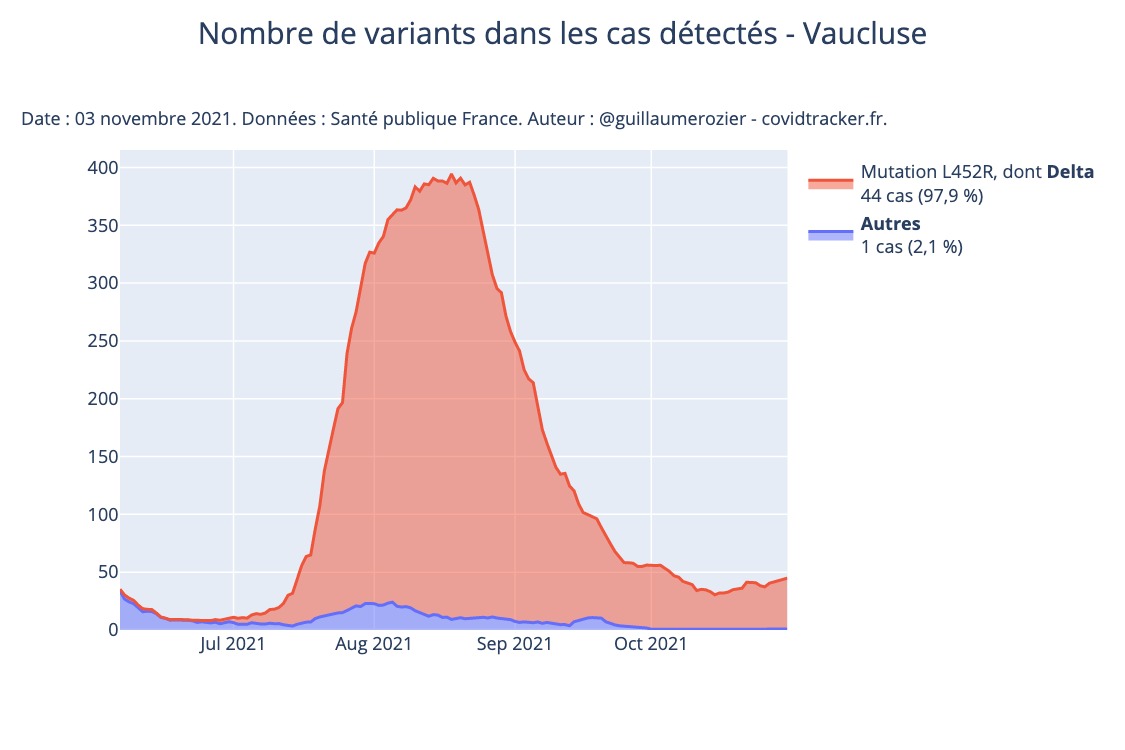 Nombre de variants dans les cas détectés - Vaucluse
Date : 03 novembre 2021. Données : Santé publique France. Auteur : @guillaumerozier - covidtracker.fr.
Mutation L452R, dont Delta
44 cas (97,9 %)
Autres
1 cas (2,1 %)
400
350
300
250
200
150
100
50
0
Jul 2021
Aug 2021
Sep 2021
Oct 2021